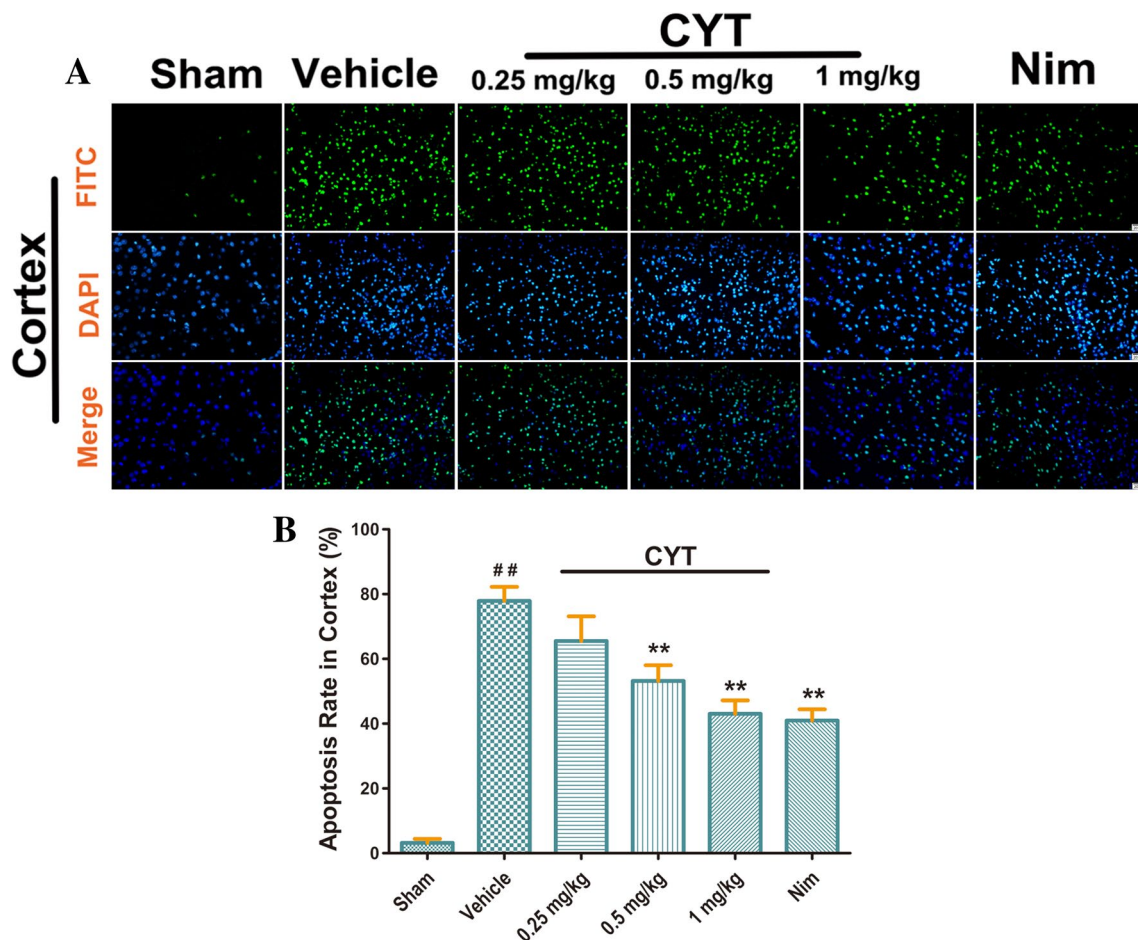 A
Sham
Vehicle
CYT
0.25 mg/kg
0.5 mg/kg
1 mg/kg
Nim
Cortex
FITC
DAPI
Merge
B
Apoptosis Rate in Cortex (%)
100
80
60
40
20
0
##
CYT
**
**
**
Sham
Vehicle
0.25 mg/kg
0.5 mg/kg
1 mg/kg
Nim